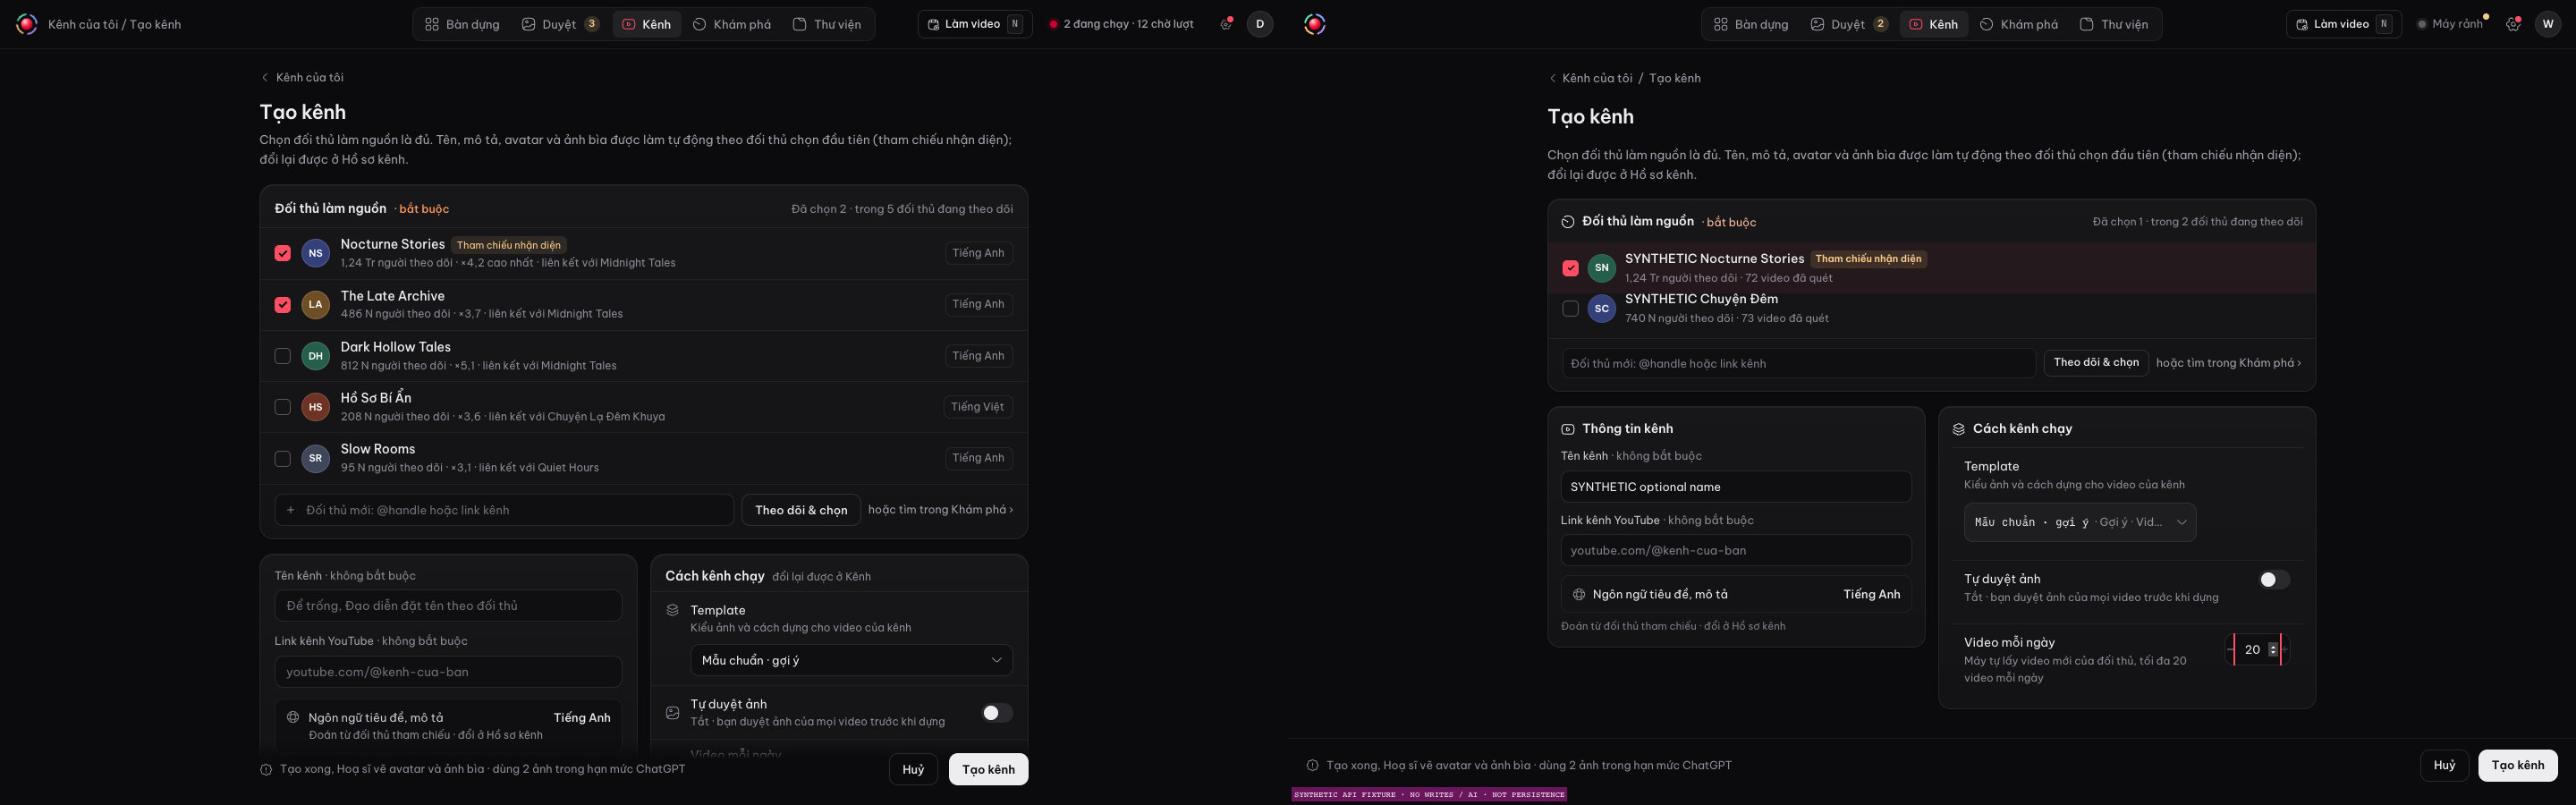 Kênh của tôi / Tạo kênh
Bàn dựng
Duyệt 3
Kênh
Khám phá
Thư viện
Làm video N
2 đang chạy · 12 chờ lượt
D
Kênh của tôi
Tạo kênh
Chọn đối thủ làm nguồn là đủ. Tên, mô tả, avatar và ảnh bìa được làm tự động theo đối thủ chọn đầu tiên (tham chiếu nhận diện);
đổi lại được ở Hồ sơ kênh.
Đối thủ làm nguồn · bắt buộc
Đã chọn 2 · trong 5 đối thủ đang theo dõi
NS
Nocturne Stories Tham chiếu nhận diện
1,24 Tr người theo dõi · ×4,2 cao nhất · liên kết với Midnight Tales
Tiếng Anh
LA
The Late Archive
486 N người theo dõi · ×3,7 · liên kết với Midnight Tales
Tiếng Anh
DH
Dark Hollow Tales
812 N người theo dõi · ×5,1 · liên kết với Midnight Tales
Tiếng Anh
HS
Hồ Sơ Bí Ẩn
208 N người theo dõi · ×3,6 · liên kết với Chuyện Lạ Đêm Khuya
Tiếng Việt
SR
Slow Rooms
95 N người theo dõi · ×3,1 · liên kết với Quiet Hours
Tiếng Anh
+ Đối thủ mới: @handle hoặc link kênh
Theo dõi & chọn
hoặc tìm trong Khám phá ›
Tên kênh · không bắt buộc
Để trống, Đạo diễn đặt tên theo đối thủ
Link kênh YouTube · không bắt buộc
youtube.com/@kenh-cua-ban
Ngôn ngữ tiêu đề, mô tả
Tiếng Anh
Đoán từ đối thủ tham chiếu · đổi ở Hồ sơ kênh
Cách kênh chạy đổi lại được ở Kênh
Template
Kiểu ảnh và cách dựng cho video của kênh
Mẫu chuẩn · gợi ý
Tự duyệt ảnh
Tắt · bạn duyệt ảnh của mọi video trước khi dựng
Video mỗi ngày
Tạo xong, Hoạ sĩ vẽ avatar và ảnh bìa · dùng 2 ảnh trong hạn mức ChatGPT
Huỷ
Tạo kênh
Bàn dựng
Duyệt 2
Kênh
Khám phá
Thư viện
Làm video N
Máy rảnh
W
Kênh của tôi / Tạo kênh
Tạo kênh
Chọn đối thủ làm nguồn là đủ. Tên, mô tả, avatar và ảnh bìa được làm tự động theo đối thủ chọn đầu tiên (tham chiếu nhận diện);
đổi lại được ở Hồ sơ kênh.
Đối thủ làm nguồn · bắt buộc
Đã chọn 1 · trong 2 đối thủ đang theo dõi
SN
SYNTHETIC Nocturne Stories Tham chiếu nhận diện
1,24 Tr người theo dõi · 72 video đã quét
SC
SYNTHETIC Chuyện Đêm
740 N người theo dõi · 73 video đã quét
Đối thủ mới: @handle hoặc link kênh
Theo dõi & chọn
hoặc tìm trong Khám phá ›
Thông tin kênh
Tên kênh · không bắt buộc
SYNTHETIC optional name
Link kênh YouTube · không bắt buộc
youtube.com/@kenh-cua-ban
Ngôn ngữ tiêu đề, mô tả
Tiếng Anh
Đoán từ đối thủ tham chiếu · đổi ở Hồ sơ kênh
Cách kênh chạy
Template
Kiểu ảnh và cách dựng cho video của kênh
Mẫu chuẩn · gợi ý · Gợi ý · Vid...
Tự duyệt ảnh
Tắt · bạn duyệt ảnh của mọi video trước khi dựng
Video mỗi ngày
Máy tự lấy video mới của đối thủ, tối đa 20
video mỗi ngày
− 20 +
Tạo xong, Hoạ sĩ vẽ avatar và ảnh bìa · dùng 2 ảnh trong hạn mức ChatGPT
Huỷ
Tạo kênh
SYNTHETIC API FIXTURE · NO WRITES / AI · NOT PERSISTENCE